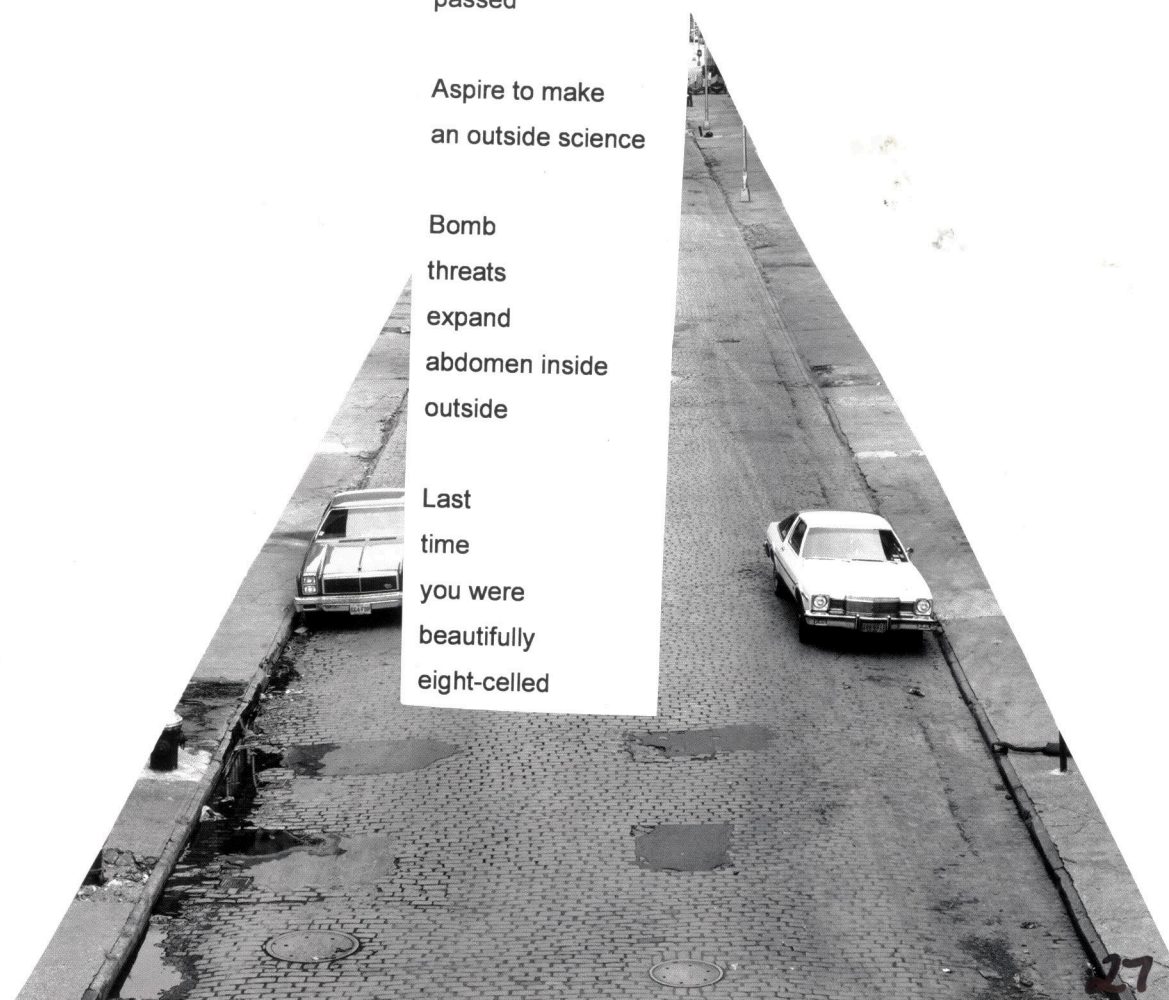 passed
Aspire to make
an outside science
Bomb
threats
expand
abdomen inside
outside
Last
time
you were
beautifully
eight-celled
27